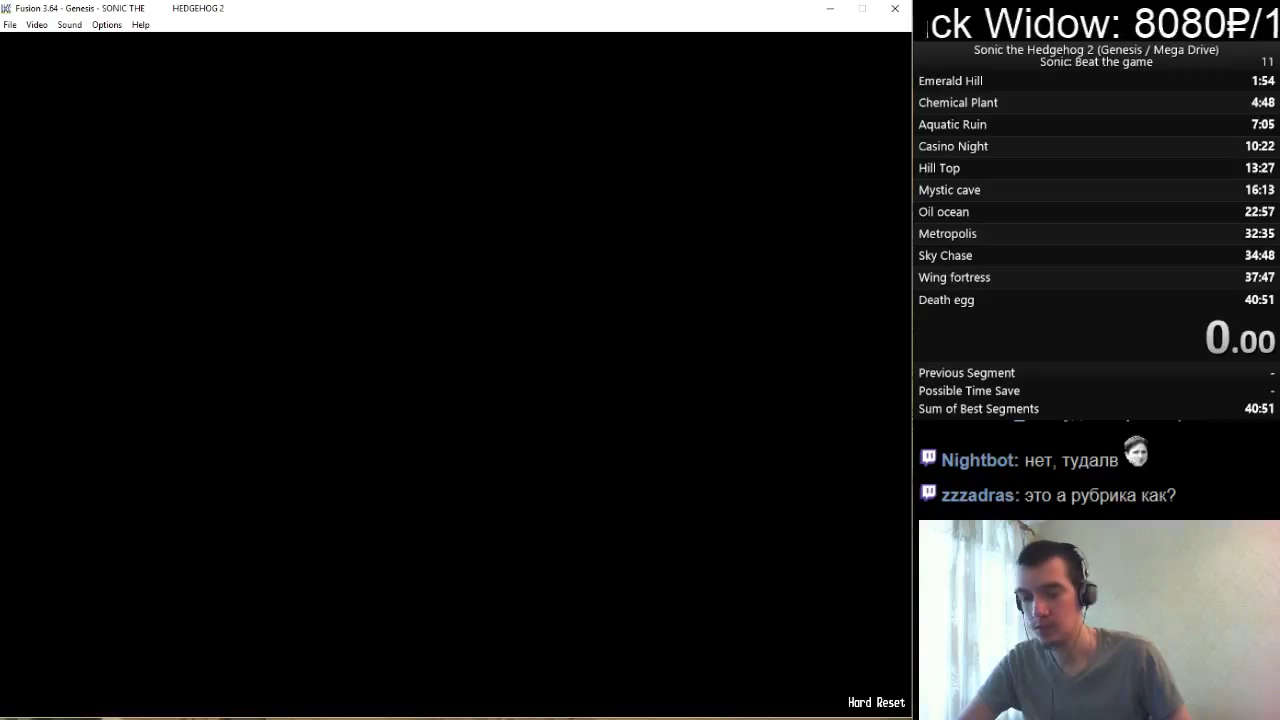 Fusion 3.64 - Genesis - SONIC THE HEDGEHOG 2
File Video Sound Options Help
ck Widow: 8080₽/1
Sonic the Hedgehog 2 (Genesis / Mega Drive)
Sonic: Beat the game 11
Emerald Hill 1:54
Chemical Plant 4:48
Aquatic Ruin 7:05
Casino Night 10:22
Hill Top 13:27
Mystic cave 16:13
Oil ocean 22:57
Metropolis 32:35
Sky Chase 34:48
Wing fortress 37:47
Death egg 40:51
0.00
Previous Segment -
Possible Time Save -
Sum of Best Segments 40:51
Nightbot: нет, тудалв
zzzadras: это а рубрика как?
Hard Reset